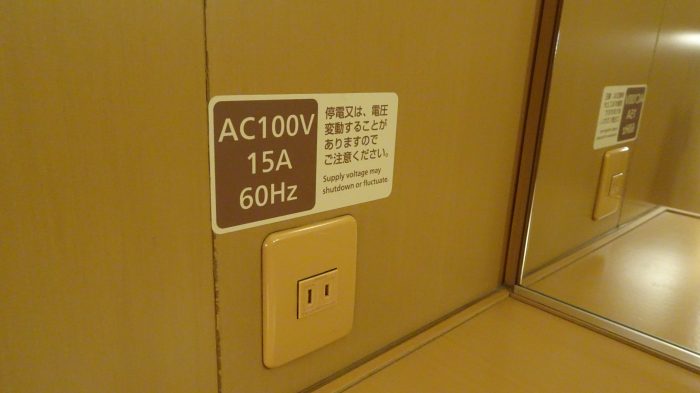 AC100V
15A
60Hz
停電又は、電圧
変動することが
ありますので
ご注意ください。
Supply voltage may
shutdown or fluctuate.